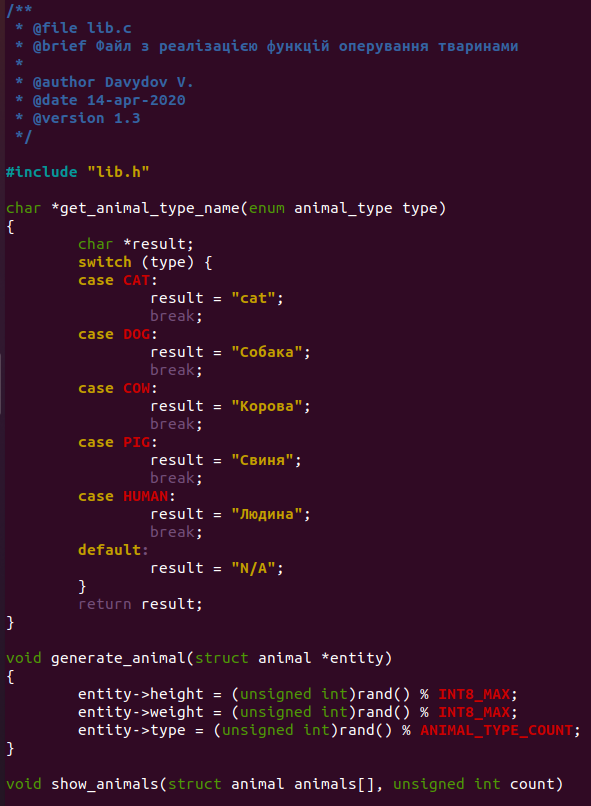 /**
 * @file lib.c
 * @brief Файл з реалізацією функцій оперування тваринами
 *
 * @author Davydov V.
 * @date 14-apr-2020
 * @version 1.3
 */
#include "lib.h"
char *get_animal_type_name(enum animal_type type)
{
        char *result;
        switch (type) {
        case CAT:
                result = "cat";
                break;
        case DOG:
                result = "Собака";
                break;
        case COW:
                result = "Корова";
                break;
        case PIG:
                result = "Свиня";
                break;
        case HUMAN:
                result = "Людина";
                break;
        default:
                result = "N/A";
        }
        return result;
}
void generate_animal(struct animal *entity)
{
        entity->height = (unsigned int)rand() % INT8_MAX;
        entity->weight = (unsigned int)rand() % INT8_MAX;
        entity->type = (unsigned int)rand() % ANIMAL_TYPE_COUNT;
}
void show_animals(struct animal animals[], unsigned int count)